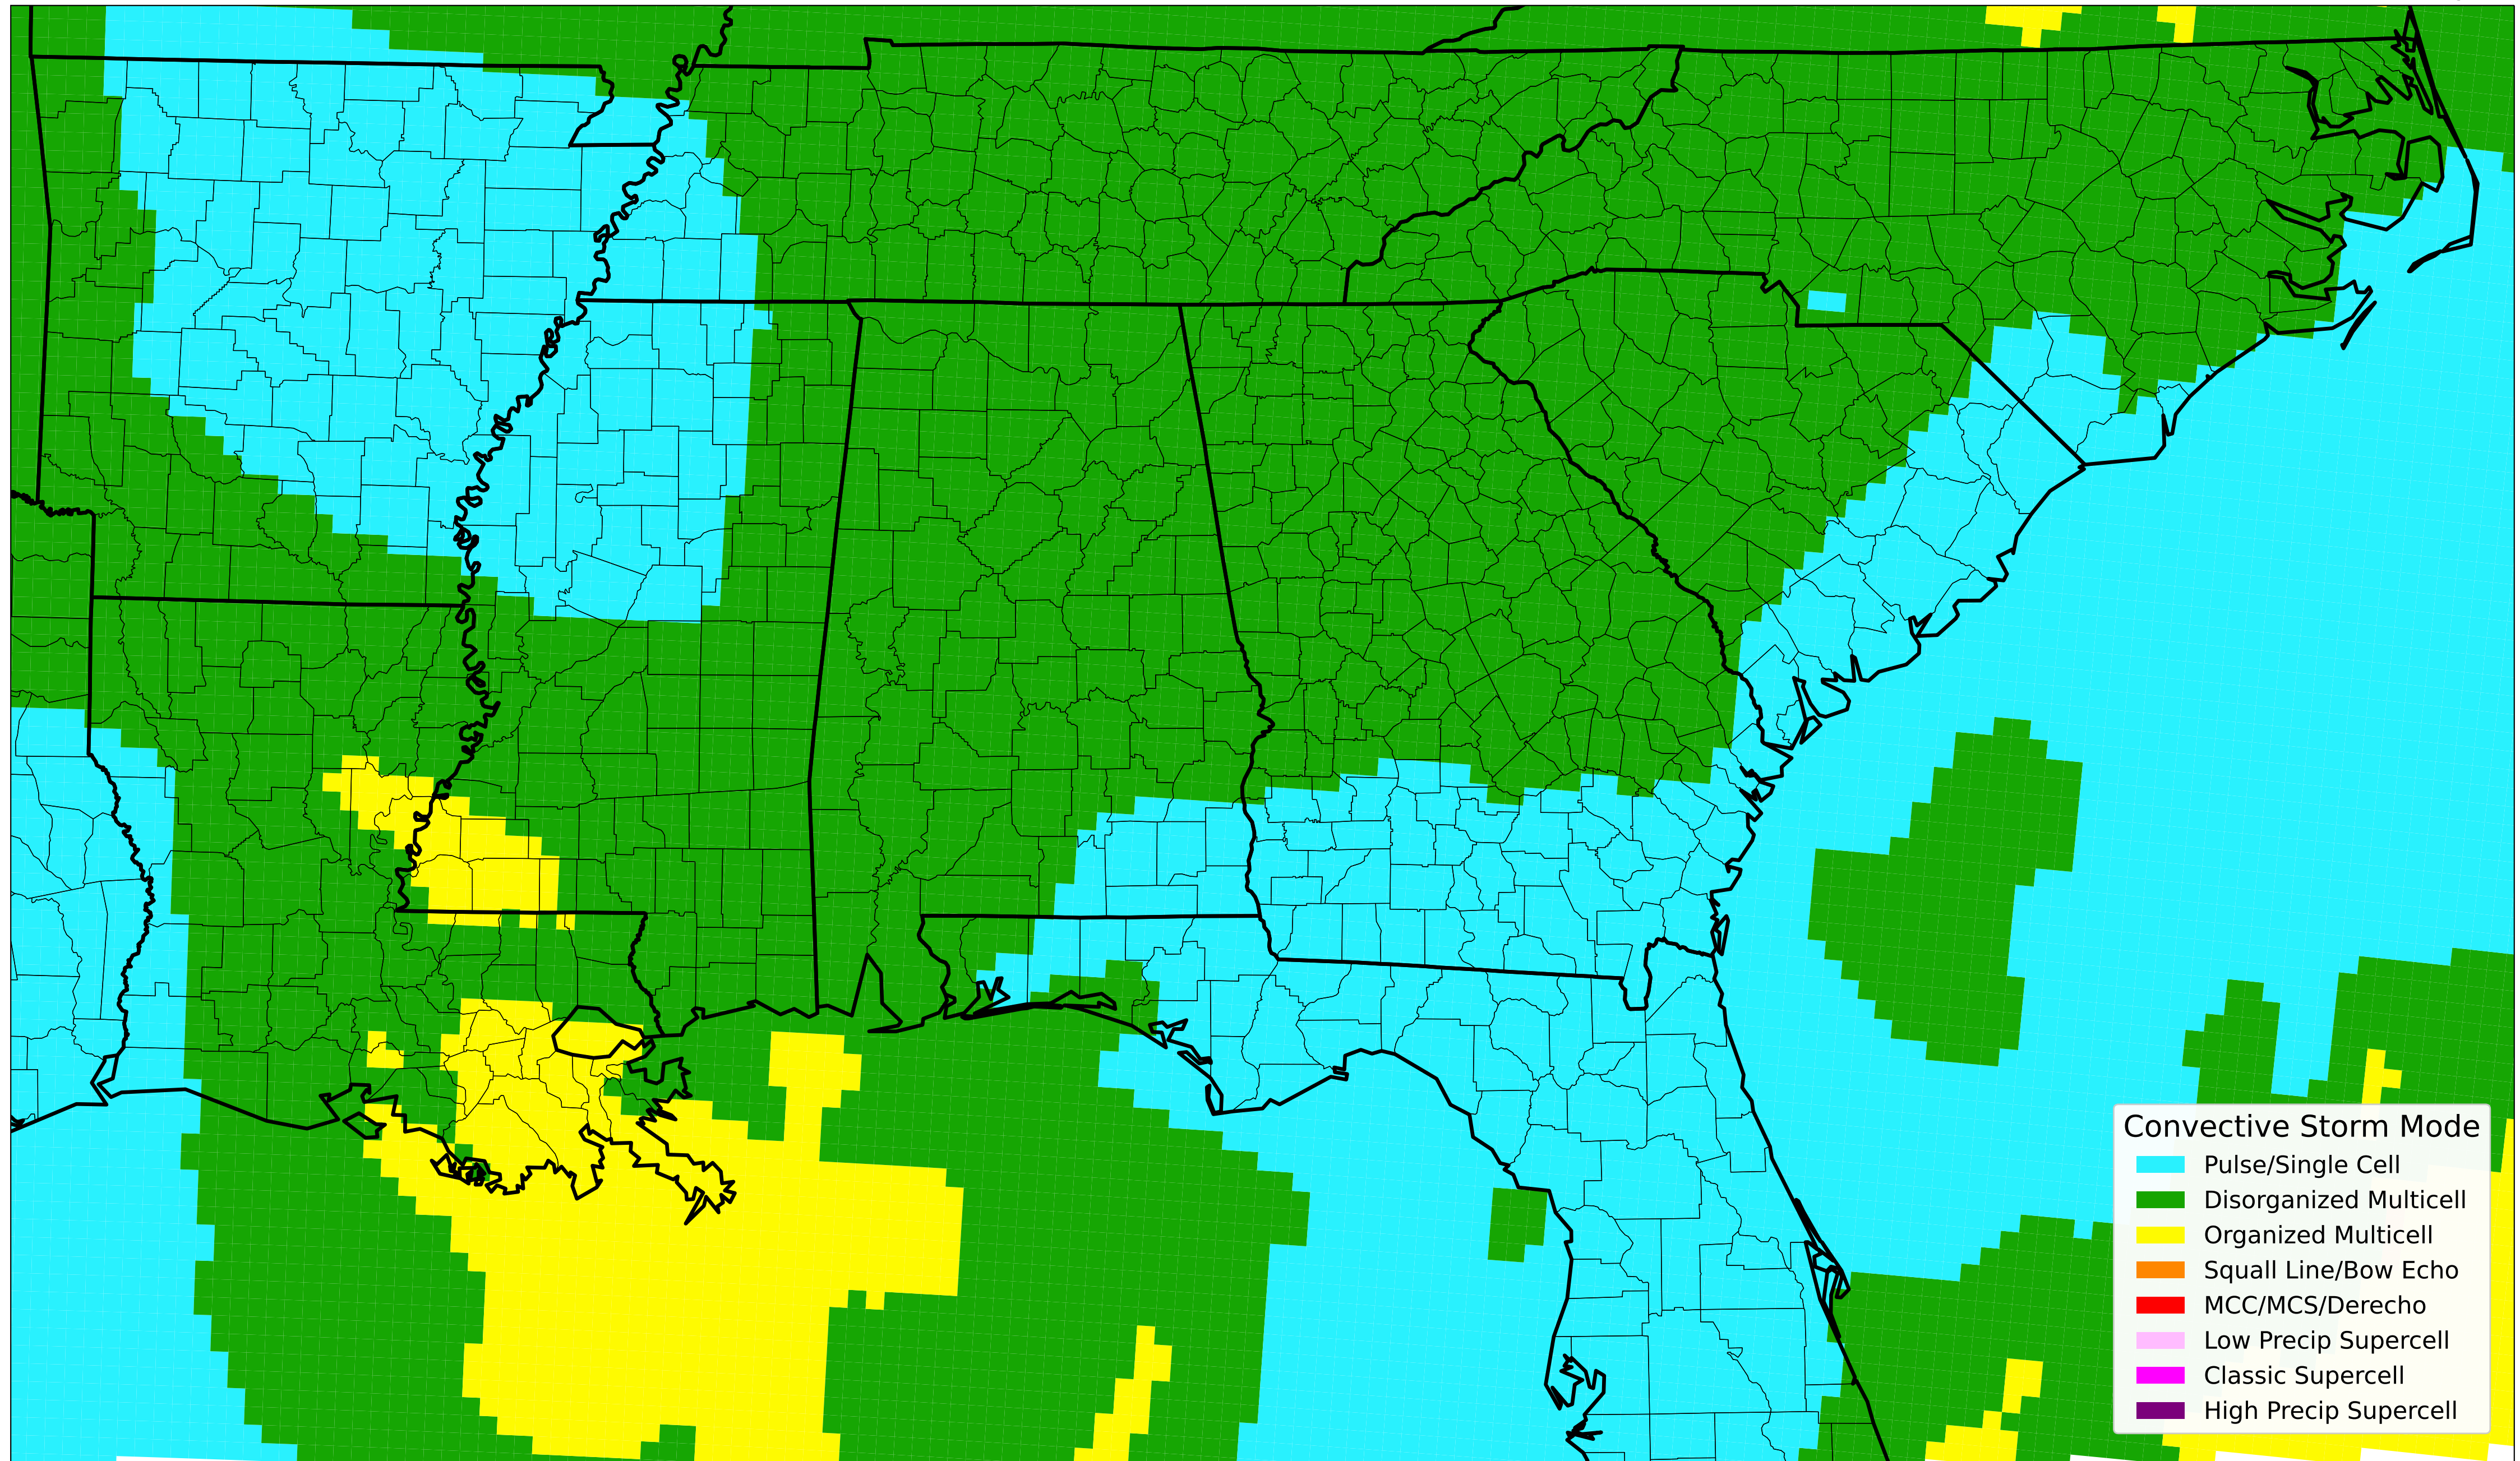 Convective Storm Mode
Pulse/Single Cell
Disorganized Multicell
Organized Multicell
Squall Line/Bow Echo
MCC/MCS/Derecho
Low Precip Supercell
Classic Supercell
High Precip Supercell